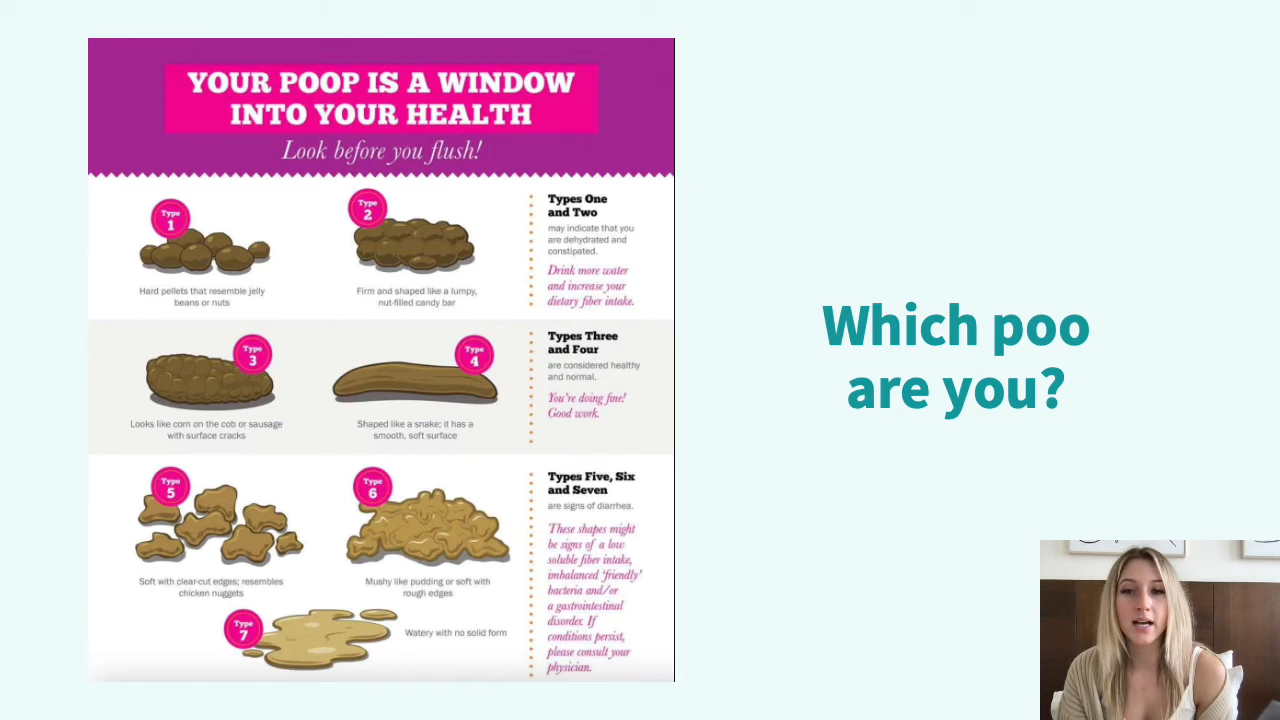 YOUR POOP IS A WINDOW
INTO YOUR HEALTH
Look before you flush!
Type
1
Hard pellets that resemble jelly
beans or nuts
Type
2
Firm and shaped like a lumpy,
nut-filled candy bar
Types One
and Two
may indicate that you
are dehydrated and
constipated.
Drink more water
and increase your
dietary fiber intake.
Type
3
Looks like corn on the cob or sausage
with surface cracks
Type
4
Shaped like a snake; it has a
smooth, soft surface
Types Three
and Four
are considered healthy
and normal.
You're doing fine!
Good work.
Type
5
Soft with clear-cut edges; resembles
chicken nuggets
Type
6
Mushy like pudding or soft with
rough edges
Type
7
Watery with no solid form
Types Five, Six
and Seven
are signs of diarrhea.
These shapes might
be signs of a low
soluble fiber intake,
imbalanced 'friendly'
bacteria and/or
a gastrointestinal
disorder. If
conditions persist,
please consult your
physician.
Which poo
are you?